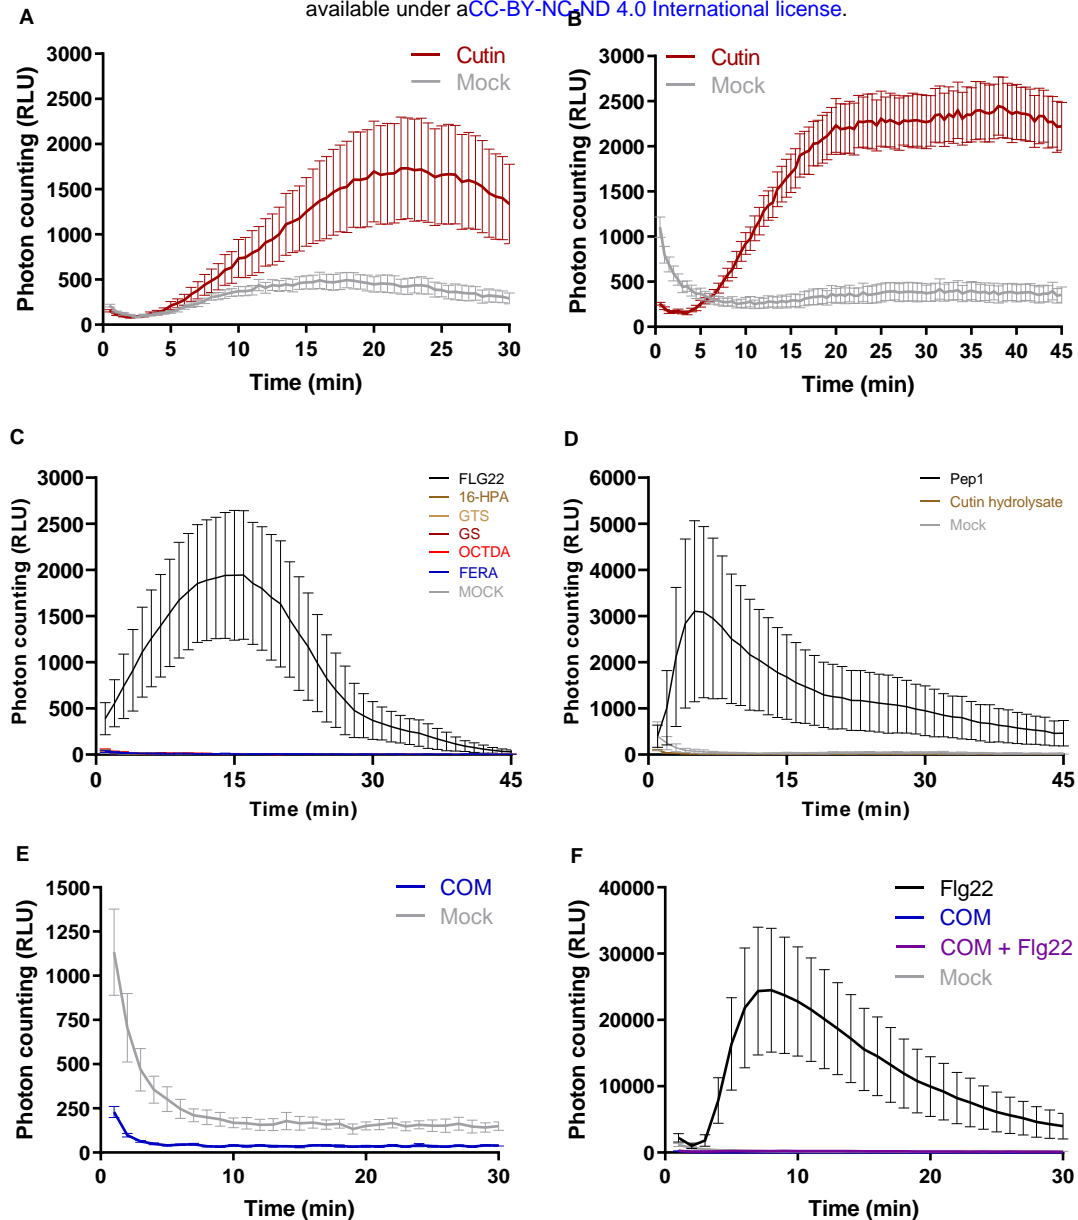 available under aCC-BY-NC-ND 4.0 International license.
A
Photon counting (RLU)
3000
2500
2000
1500
1000
500
0
0 5 10 15 20 25 30
Time (min)
Cutin
Mock
B
Photon counting (RLU)
3000
2500
2000
1500
1000
500
0
0 5 10 15 20 25 30 35 40 45
Time (min)
Cutin
Mock
C
Photon counting (RLU)
3000
2500
2000
1500
1000
500
0
0 15 30 45
Time (min)
FLG22
16-HPA
GTS
GS
OCTDA
FERA
MOCK
D
Photon counting (RLU)
6000
5000
4000
3000
2000
1000
0
0 15 30 45
Time (min)
Pep1
Cutin hydrolysate
Mock
E
Photon counting (RLU)
1500
1250
1000
750
500
250
0
0 10 20 30
Time (min)
COM
Mock
F
Photon counting (RLU)
40000
30000
20000
10000
0
0 10 20 30
Time (min)
Flg22
COM
COM + Flg22
Mock